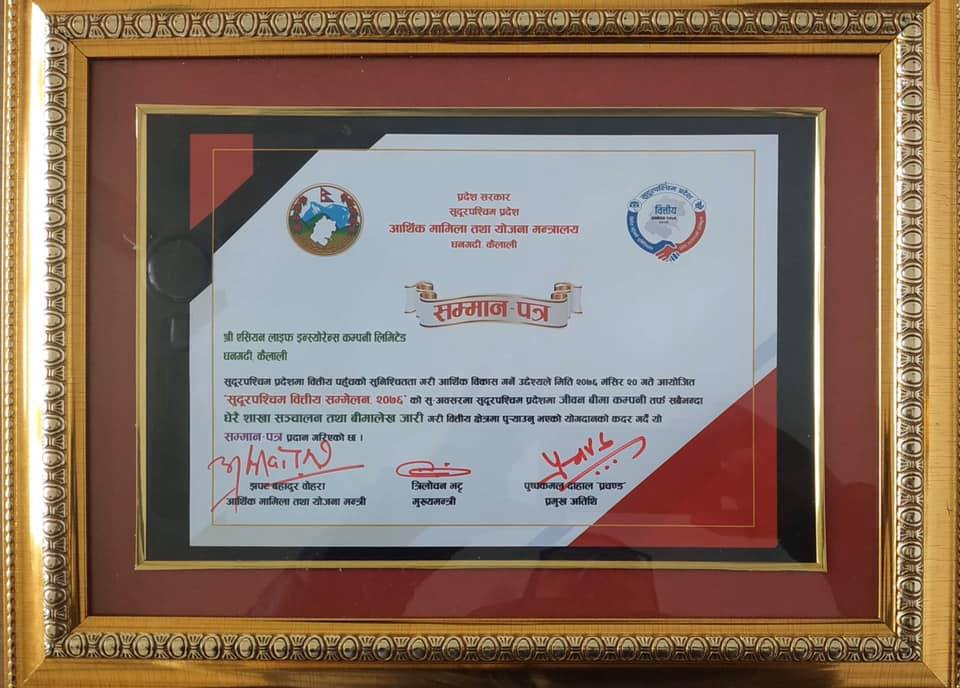 प्रदेश सरकार
सुदूरपश्चिम प्रदेश
आर्थिक मामिला तथा योजना मन्त्रालय
धनगढी कैलाली
सुदूरपश्चिम प्रदेश
वित्तीय
सम्मान-पत्र
श्री एसियन लाइफ इन्स्योरेन्स कम्पनी लिमिटेड
धनगढी कैलाली
सुदूरपश्चिम प्रदेशमा वित्तीय पहुँचको सुनिश्चितता गरी आर्थिक विकास गर्ने उद्देश्यले मिति २०७६ मंसिर २० गते आयोजित
"सुदूरपश्चिम वित्तीय सम्मेलन, २०७६" को सु-अवसरमा सुदूरपश्चिम प्रदेशमा जीवन बीमा कम्पनी तर्फ सबैभन्दा
धेरै शाखा सञ्चालन तथा बीमालेख जारी गरी वित्तीय क्षेत्रमा पुर्‍याउनु भएको योगदानको कदर गर्दै यो
सम्मान-पत्र प्रदान गरिएको छ ।
झपट बहादुर वोहरा
आर्थिक मामिला तथा योजना मन्त्री
त्रिलोचन भट्ट
मुख्यमन्त्री
पुष्पकमल दाहाल "प्रचण्ड"
प्रमुख अतिथि